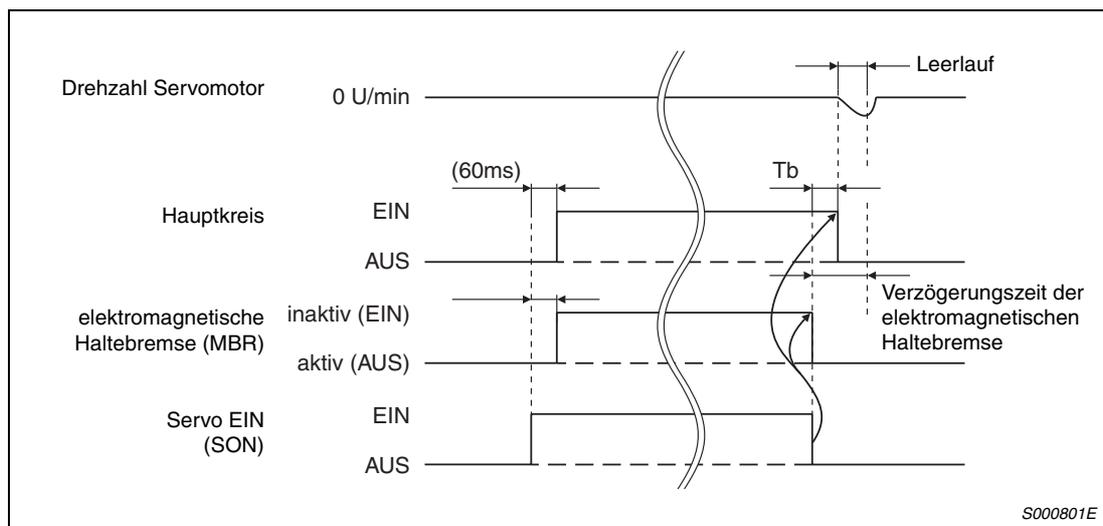 Leerlauf
Drehzahl Servomotor
0 U/min
(60ms)
Tb
Hauptkreis
EIN
AUS
Verzögerungszeit der
elektromagnetischen
Haltebremse
elektromagnetische
Haltebremse (MBR)
inaktiv (EIN)
aktiv (AUS)
Servo EIN
(SON)
EIN
AUS
S000801E